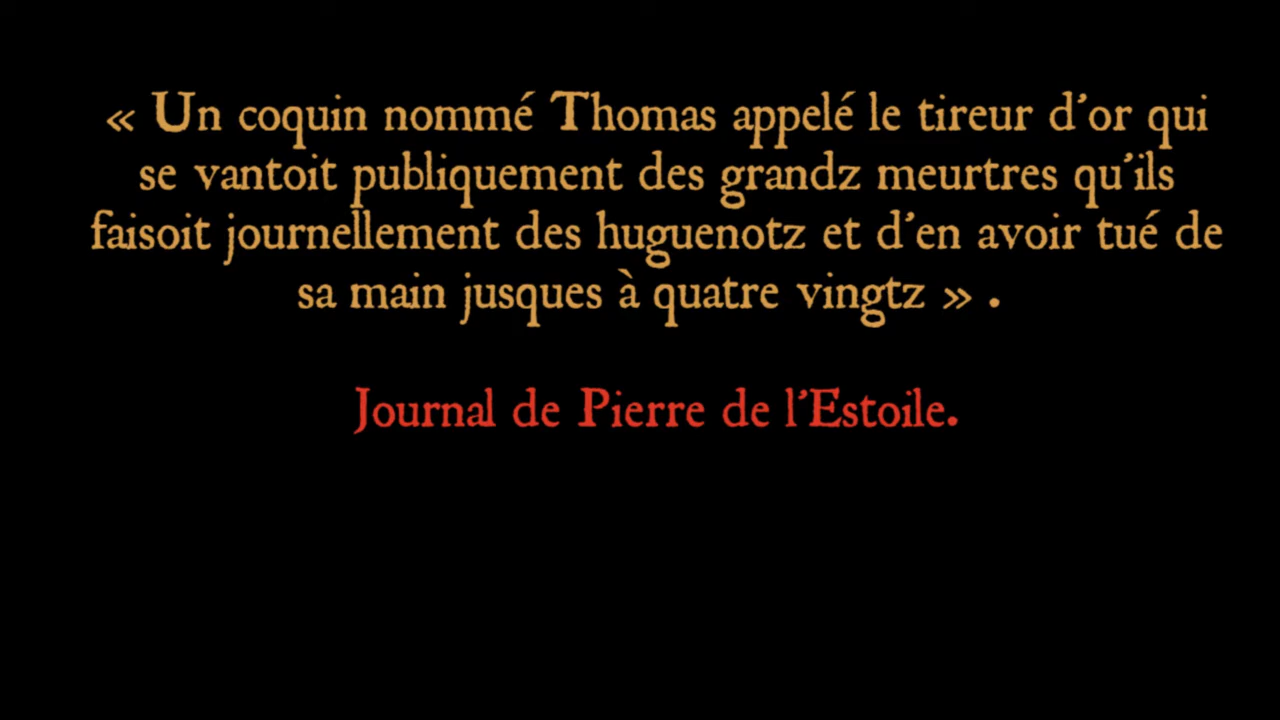 « Un coquin nommé Thomas appelé le tireur d'or qui
se vantoit publiquement des grandz meurtres qu'ils
faisoit journellement des huguenotz et d'en avoir tué de
sa main jusques à quatre vingtz » .
Journal de Pierre de l'Estoile.